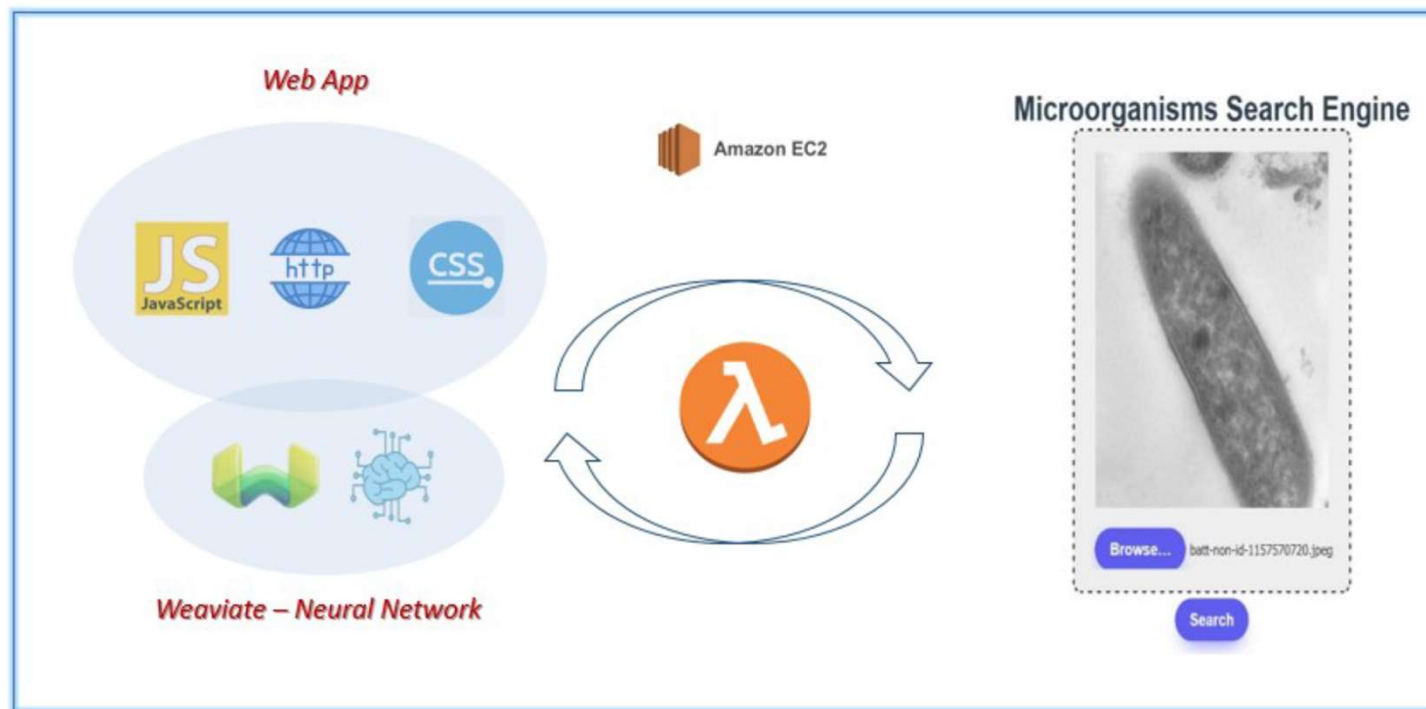 Web App
JS
JavaScript
http
CSS
Weaviate – Neural Network
Amazon EC2
λ
Microorganisms Search Engine
Browse... batt-non-id-1157570720.jpeg
Search